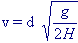 v = d √(g/2H)